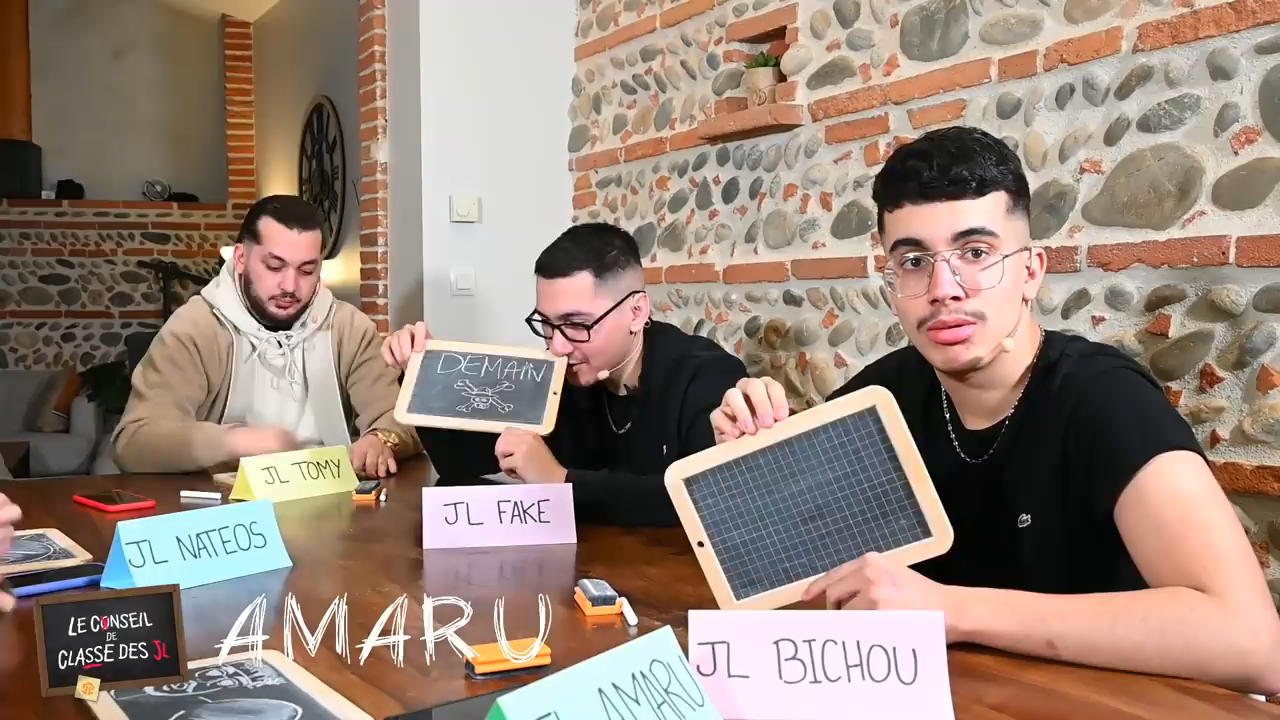 DEMAIN
JL TOMY
JL FAKE
JL NATEOS
LE CONSEIL
DE
CLASSE DES JL
AMARU
JL BICHOU
JL AMARU